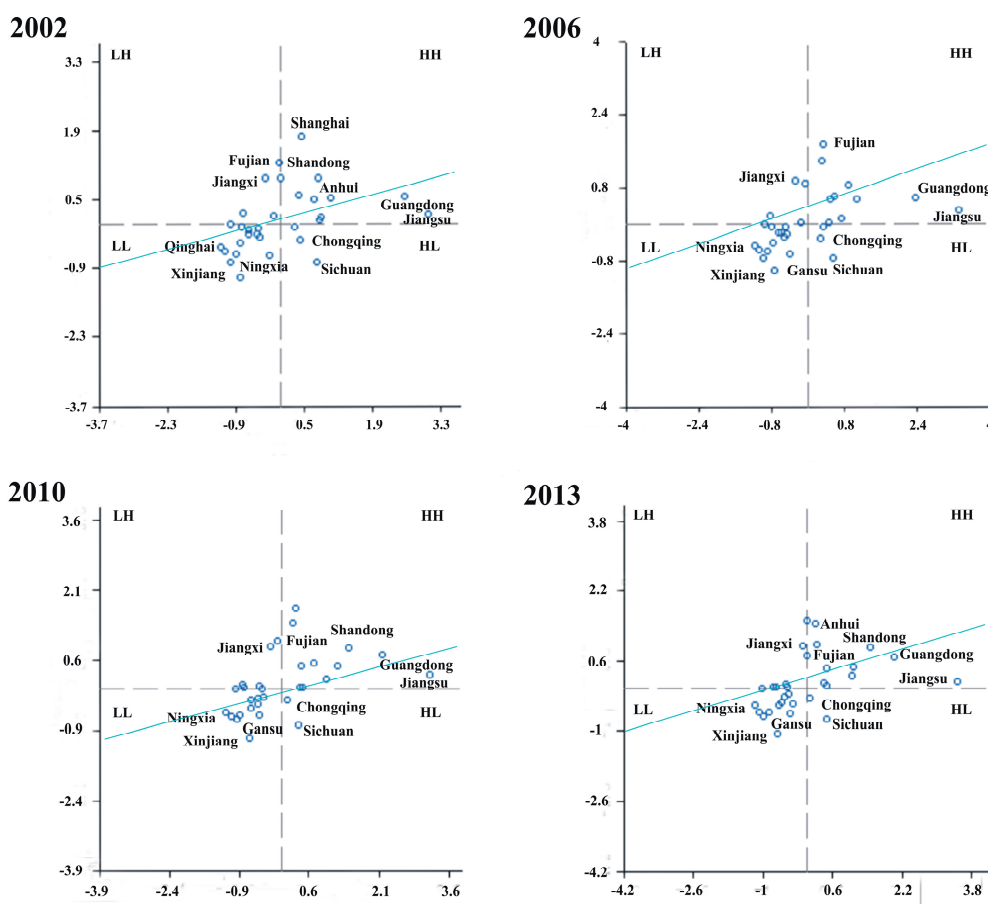 2002
LH
HH
3.3
1.9
0.5
-0.9
-2.3
-3.7
Shanghai
Fujian
Shandong
Jiangxi
Anhui
Guangdong
Jiangsu
LL
Qinghai
Chongqing
HL
Xinjiang
Ningxia
Sichuan
-3.7
-2.3
-0.9
0.5
1.9
3.3
2006
LH
HH
4
2.4
0.8
-0.8
-2.4
-4
Fujian
Jiangxi
Guangdong
Jiangsu
LL
Ningxia
Chongqing
HL
Xinjiang
Gansu
Sichuan
-4
-2.4
-0.8
0.8
2.4
4
2010
LH
HH
3.6
2.1
0.6
-0.9
-2.4
-3.9
Jiangxi
Fujian
Shandong
Guangdong
Jiangsu
LL
Ningxia
Chongqing
HL
Xinjiang
Gansu
Sichuan
-3.9
-2.4
-0.9
0.6
2.1
3.6
2013
LH
HH
3.8
2.2
0.6
-1
-2.6
-4.2
Anhui
Jiangxi
Shandong
Fujian
Guangdong
Jiangsu
LL
Ningxia
Chongqing
HL
Xinjiang
Gansu
Sichuan
-4.2
-2.6
-1
0.6
2.2
3.8